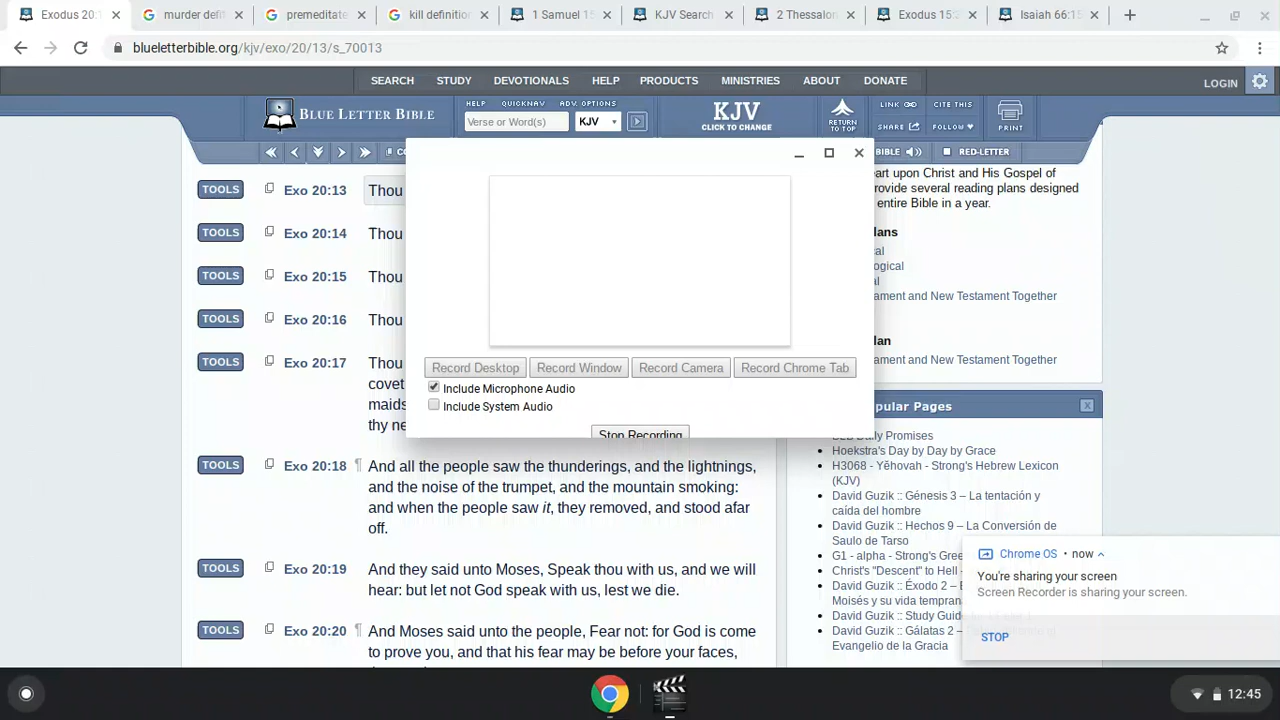 Exodus 20:1
murder defi
premeditate
kill definition
1 Samuel 15
KJV Search
2 Thessalon
Exodus 15:
Isaiah 66:15
blueletterbible.org/kjv/exo/20/13/s_70013
SEARCH STUDY DEVOTIONALS HELP PRODUCTS MINISTRIES ABOUT DONATE LOGIN
BLUE LETTER BIBLE
HELP QUICKNAV ADV. OPTIONS
Verse or Word(s) KJV
KJV
CLICK TO CHANGE
RETURN
TO TOP
LINK CITE THIS
SHARE FOLLOW
PRINT
CO
BIBLE RED-LETTER
TOOLS Exo 20:13 Thou
TOOLS Exo 20:14 Thou
TOOLS Exo 20:15 Thou
TOOLS Exo 20:16 Thou
TOOLS Exo 20:17 Thou
covet
maids
thy ne
TOOLS Exo 20:18 ¶ And all the people saw the thunderings, and the lightnings,
and the noise of the trumpet, and the mountain smoking:
and when the people saw it, they removed, and stood afar
off.
TOOLS Exo 20:19 And they said unto Moses, Speak thou with us, and we will
hear: but let not God speak with us, lest we die.
TOOLS Exo 20:20 ¶ And Moses said unto the people, Fear not: for God is come
to prove you, and that his fear may be before your faces,
Record Desktop Record Window Record Camera Record Chrome Tab
Include Microphone Audio
Include System Audio
Stop Recording
art upon Christ and His Gospel of
rovide several reading plans designed
entire Bible in a year.
lans
al
ogical
al
ament and New Testament Together
lan
ament and New Testament Together
pular Pages
BLB Daily Promises
Hoekstra's Day by Day by Grace
H3068 - Yĕhovah - Strong's Hebrew Lexicon
(KJV)
David Guzik :: Génesis 3 – La tentación y
caída del hombre
David Guzik :: Hechos 9 – La Conversión de
Saulo de Tarso
G1 - alpha - Strong's Gree
Christ's "Descent" to Hell -
David Guzik :: Éxodo 2 –
Moisés y su vida tempran
David Guzik :: Study Guid
David Guzik :: Gálatas 2 –
Evangelio de la Gracia
Chrome OS • now
You're sharing your screen
Screen Recorder is sharing your screen.
STOP
12:45